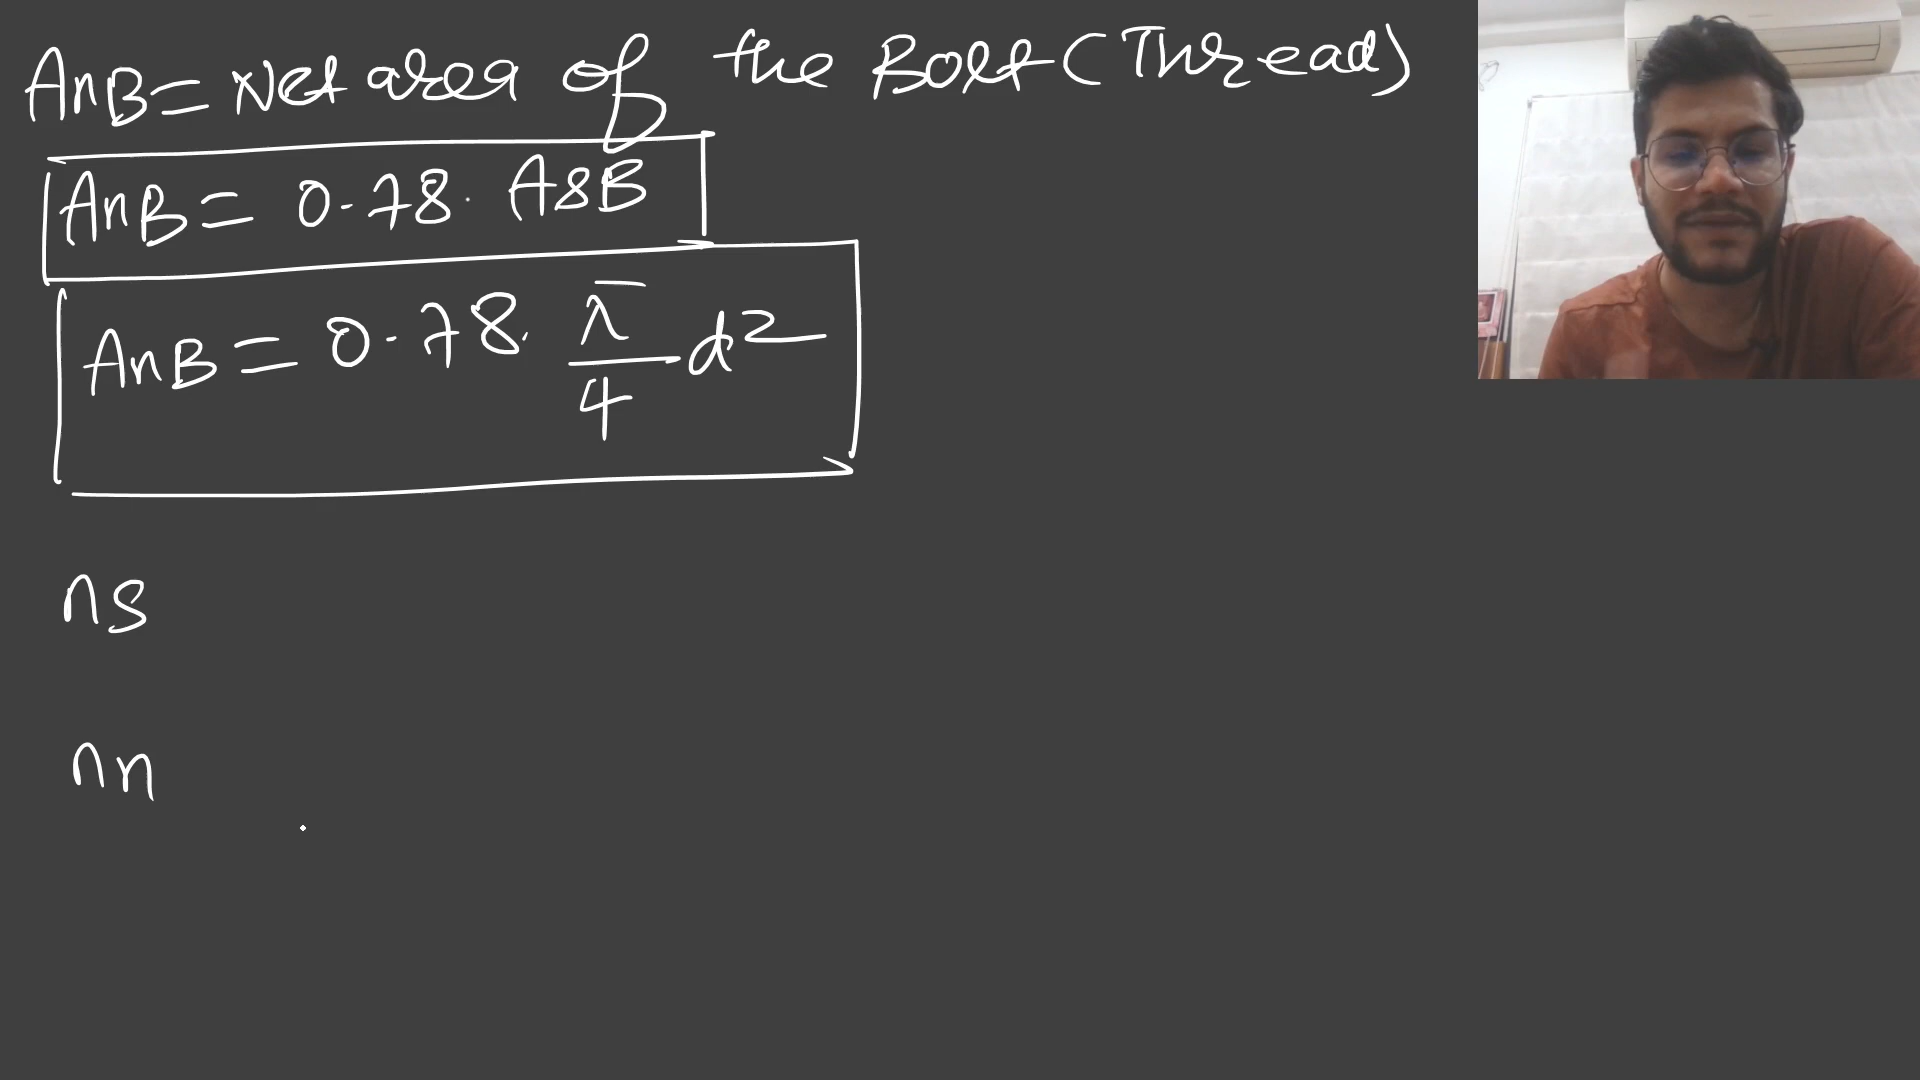 AnB = Net area of the Bolt (Thread)
AnB = 0.78. ASB
AnB = 0.78. π/4 d²
ns
nn